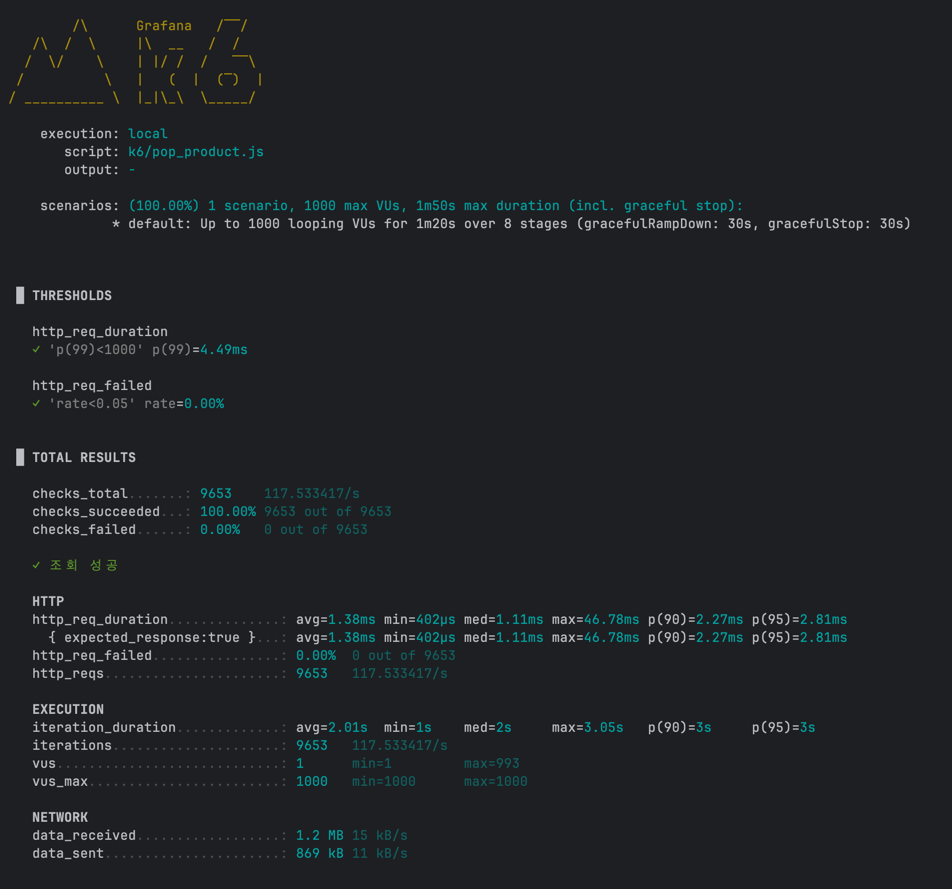 /\      Grafana   /‾‾/
    /\  /  \     |\  __   /  /
   /  \/    \    | |/ /  /   ‾‾\
  /          \   |   (  |  (‾)  |
 / __________ \  |_|\_\  \_____/
execution: local
script: k6/pop_product.js
output: -
scenarios: (100.00%) 1 scenario, 1000 max VUs, 1m50s max duration (incl. graceful stop):
* default: Up to 1000 looping VUs for 1m20s over 8 stages (gracefulRampDown: 30s, gracefulStop: 30s)
█ THRESHOLDS
http_req_duration
✓ 'p(99)<1000' p(99)=4.49ms
http_req_failed
✓ 'rate<0.05' rate=0.00%
█ TOTAL RESULTS
checks_total.......: 9653    117.533417/s
checks_succeeded...: 100.00% 9653 out of 9653
checks_failed......: 0.00%   0 out of 9653
✓ 조회 성공
HTTP
http_req_duration..............: avg=1.38ms min=402µs med=1.11ms max=46.78ms p(90)=2.27ms p(95)=2.81ms
{ expected_response:true }...: avg=1.38ms min=402µs med=1.11ms max=46.78ms p(90)=2.27ms p(95)=2.81ms
http_req_failed................: 0.00%  0 out of 9653
http_reqs......................: 9653   117.533417/s
EXECUTION
iteration_duration.............: avg=2.01s  min=1s    med=2s     max=3.05s   p(90)=3s     p(95)=3s
iterations.....................: 9653   117.533417/s
vus............................: 1      min=1         max=993
vus_max........................: 1000   min=1000      max=1000
NETWORK
data_received..................: 1.2 MB 15 kB/s
data_sent......................: 869 kB 11 kB/s